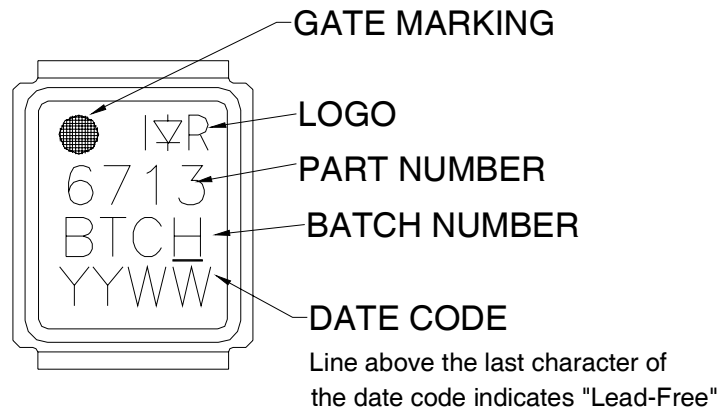 GATE MARKING
I R
LOGO
6713
PART NUMBER
BTCH
BATCH NUMBER
YYWW
DATE CODE
Line above the last character of
the date code indicates "Lead-Free"